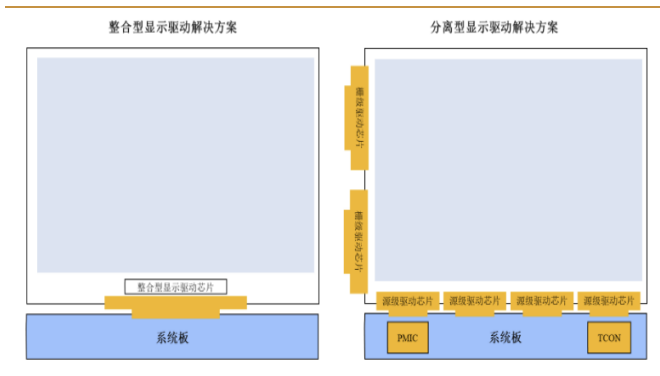 整合型显示驱动解决方案
整合型显示驱动芯片
系统板
分离型显示驱动解决方案
栅级驱动芯片
栅级驱动芯片
源级驱动芯片
源级驱动芯片
源级驱动芯片
源级驱动芯片
PMIC
系统板
TCON